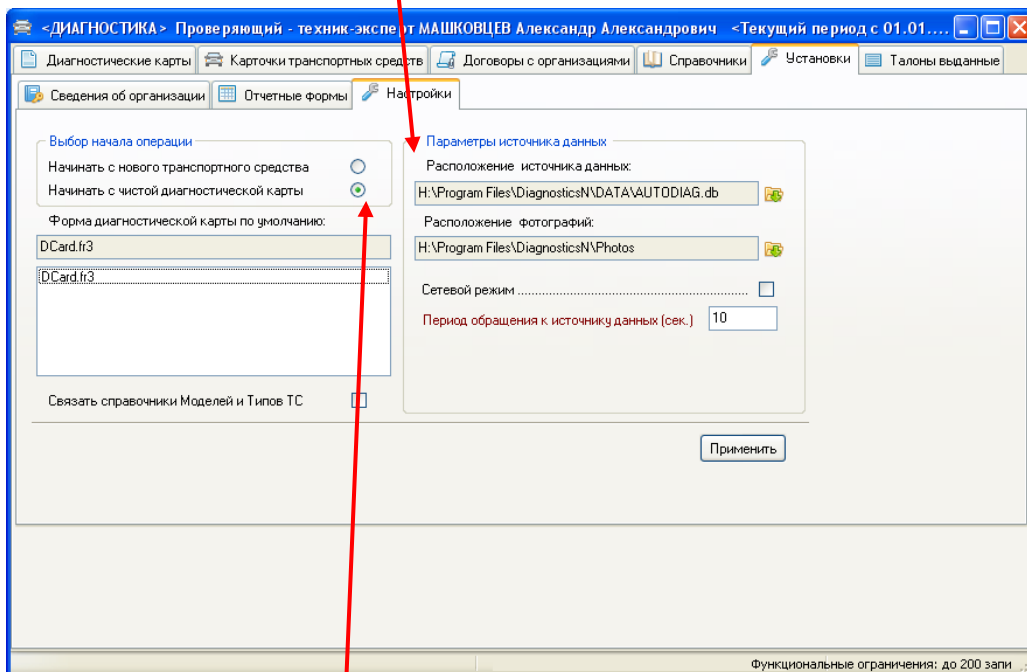 <ДИАГНОСТИКА> Проверяющий - техник-эксперт МАШКОВЦЕВ Александр Александрович <Текущий период с 01.01....
Диагностические карты Карточки транспортных средств Договоры с организациями Справочники Установки Талоны выданные
Сведения об организации Отчетные формы Настройки
Выбор начала операции
Начинать с нового транспортного средства
Начинать с чистой диагностической карты
Форма диагностической карты по умолчанию:
DCard.fr3
DCard.fr3
Связать справочники Моделей и Типов ТС
Параметры источника данных
Расположение источника данных:
H:\Program Files\DiagnosticsN\DATA\AUTODIAG.db
Расположение фотографий:
H:\Program Files\DiagnosticsN\Photos
Сетевой режим ..........................................................
Период обращения к источнику данных (сек.) 10
Применить
Функциональные ограничения: до 200 запи